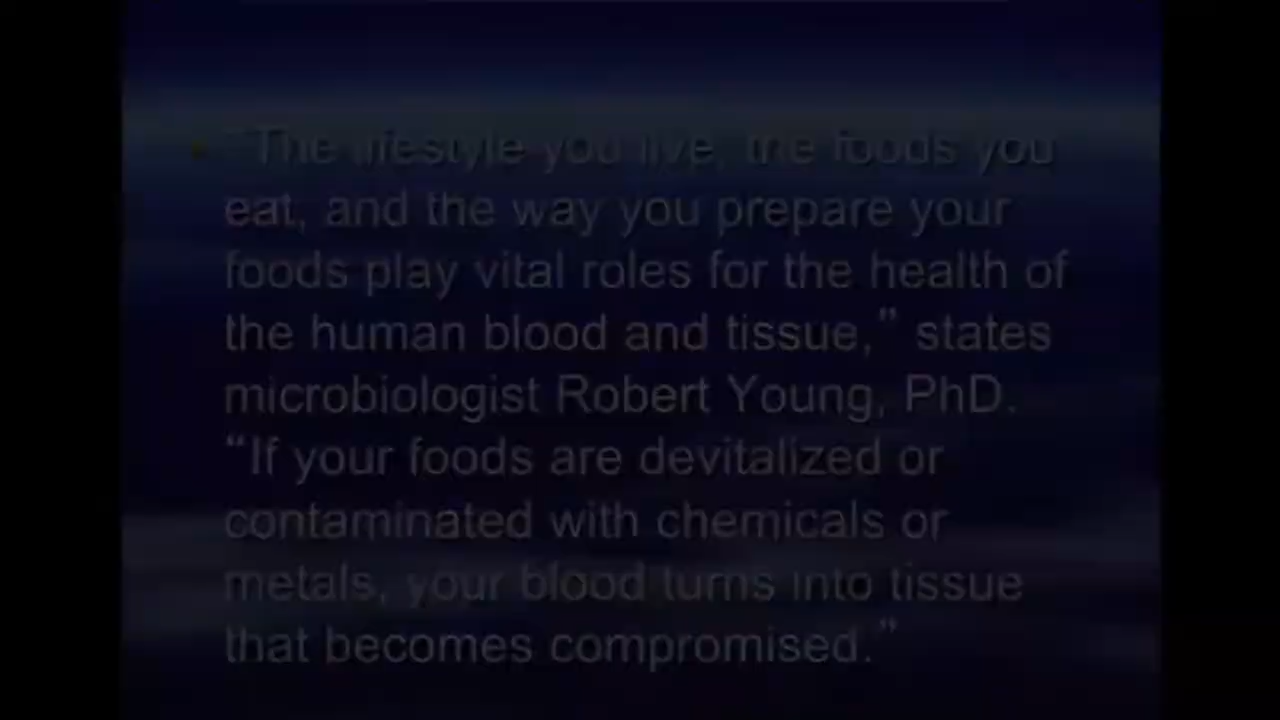 “The lifestyle you live, the foods you
eat, and the way you prepare your
foods play vital roles for the health of
the human blood and tissue,” states
microbiologist Robert Young, PhD.
“If your foods are devitalized or
contaminated with chemicals or
metals, your blood turns into tissue
that becomes compromised.”